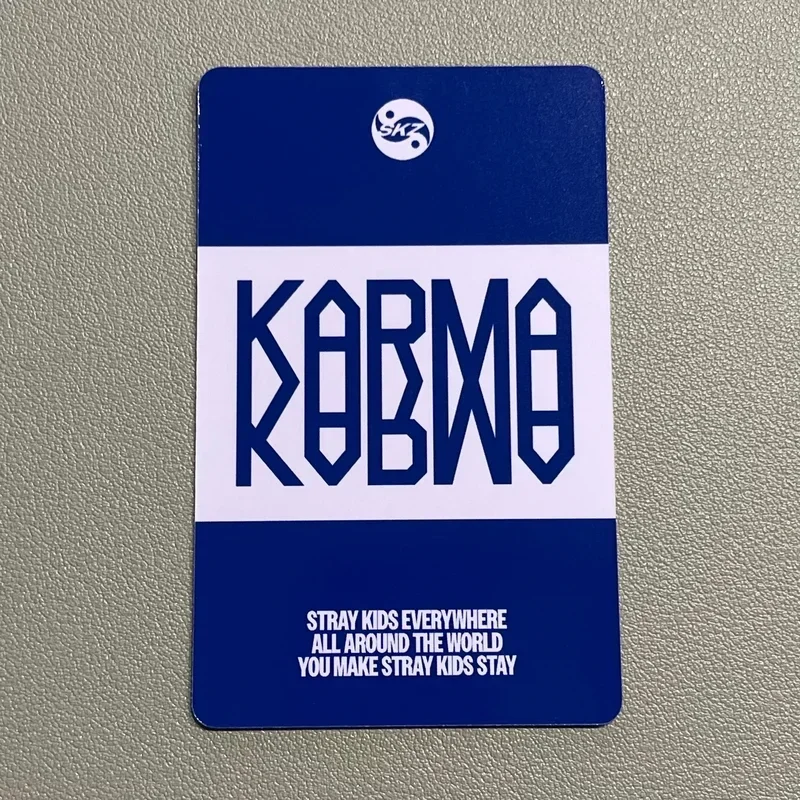 SKZ
KARMA
STRAY KIDS EVERYWHERE
ALL AROUND THE WORLD
YOU MAKE STRAY KIDS STAY